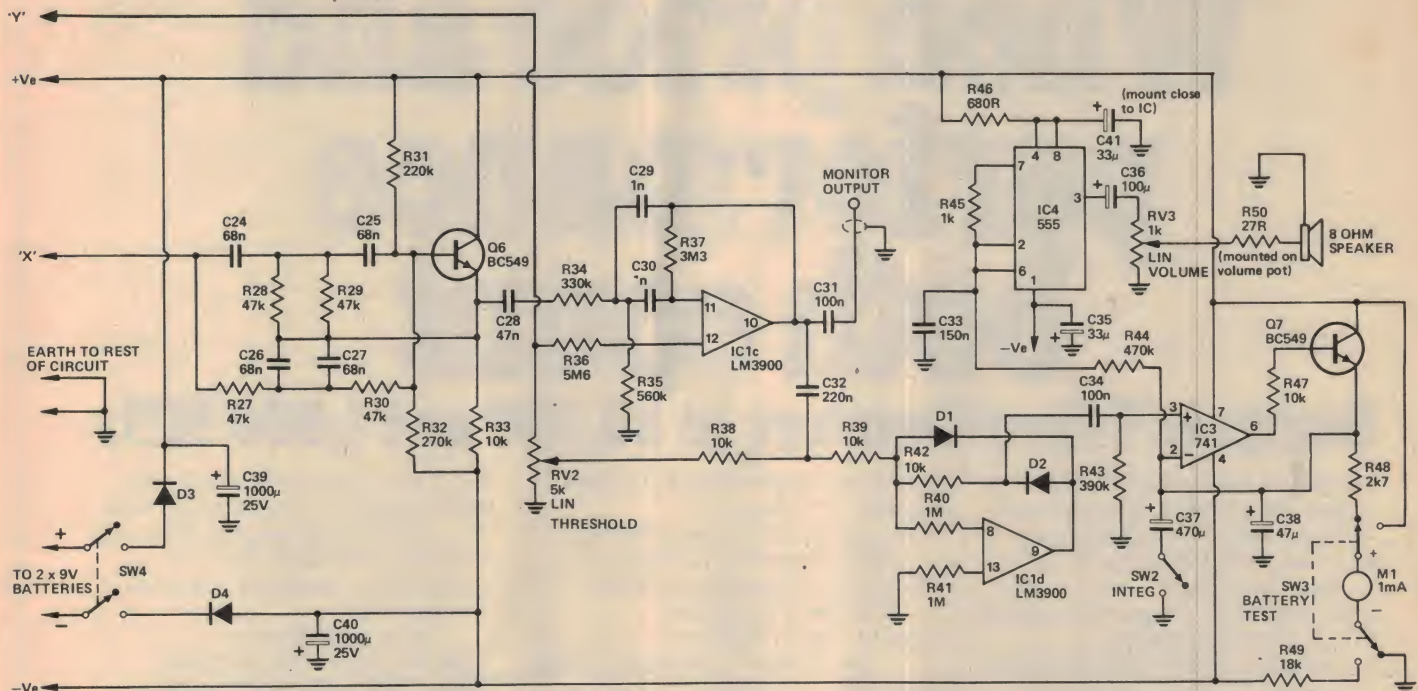 'Y'
+Ve
R31
220k
C24
68n
C25
68n
Q6
BC549
'X'
R28
47k
R29
47k
C26
68n
C27
68n
R27
47k
R30
47k
EARTH TO REST
OF CIRCUIT
R32
270k
R33
10k
C28
47n
C39
1000µ
25V
+
D3
+
TO 2 x 9V
BATTERIES
SW4
−
D4
C40
1000µ
25V
+
−Ve
C29
1n
R37
3M3
R34
330k
C30
1n
11
12
10
IC1c
LM3900
R36
5M6
R35
560k
RV2
5k
LIN
THRESHOLD
R38
10k
C31
100n
MONITOR
OUTPUT
C32
220n
R39
10k
R46
680R
+
(mount close
to IC)
C41
33µ
4
8
7
R45
1k
IC4
555
3
2
6
1
+
C36
100µ
RV3
1k
LIN
VOLUME
R50
27R
(mounted on
volume pot)
8 OHM
SPEAKER
C33
150n
C35
33µ
+
−Ve
R44
470k
C34
100n
D1
R42
10k
D2
R43
390k
R40
1M
8
13
9
R41
1M
IC1d
LM3900
3
+
2
−
IC3
741
7
6
4
R47
10k
Q7
BC549
R48
2k7
+
C37
470µ
SW2
INTEG
+
C38
47µ
SW3
BATTERY
TEST
+
M1
1mA
−
R49
18k